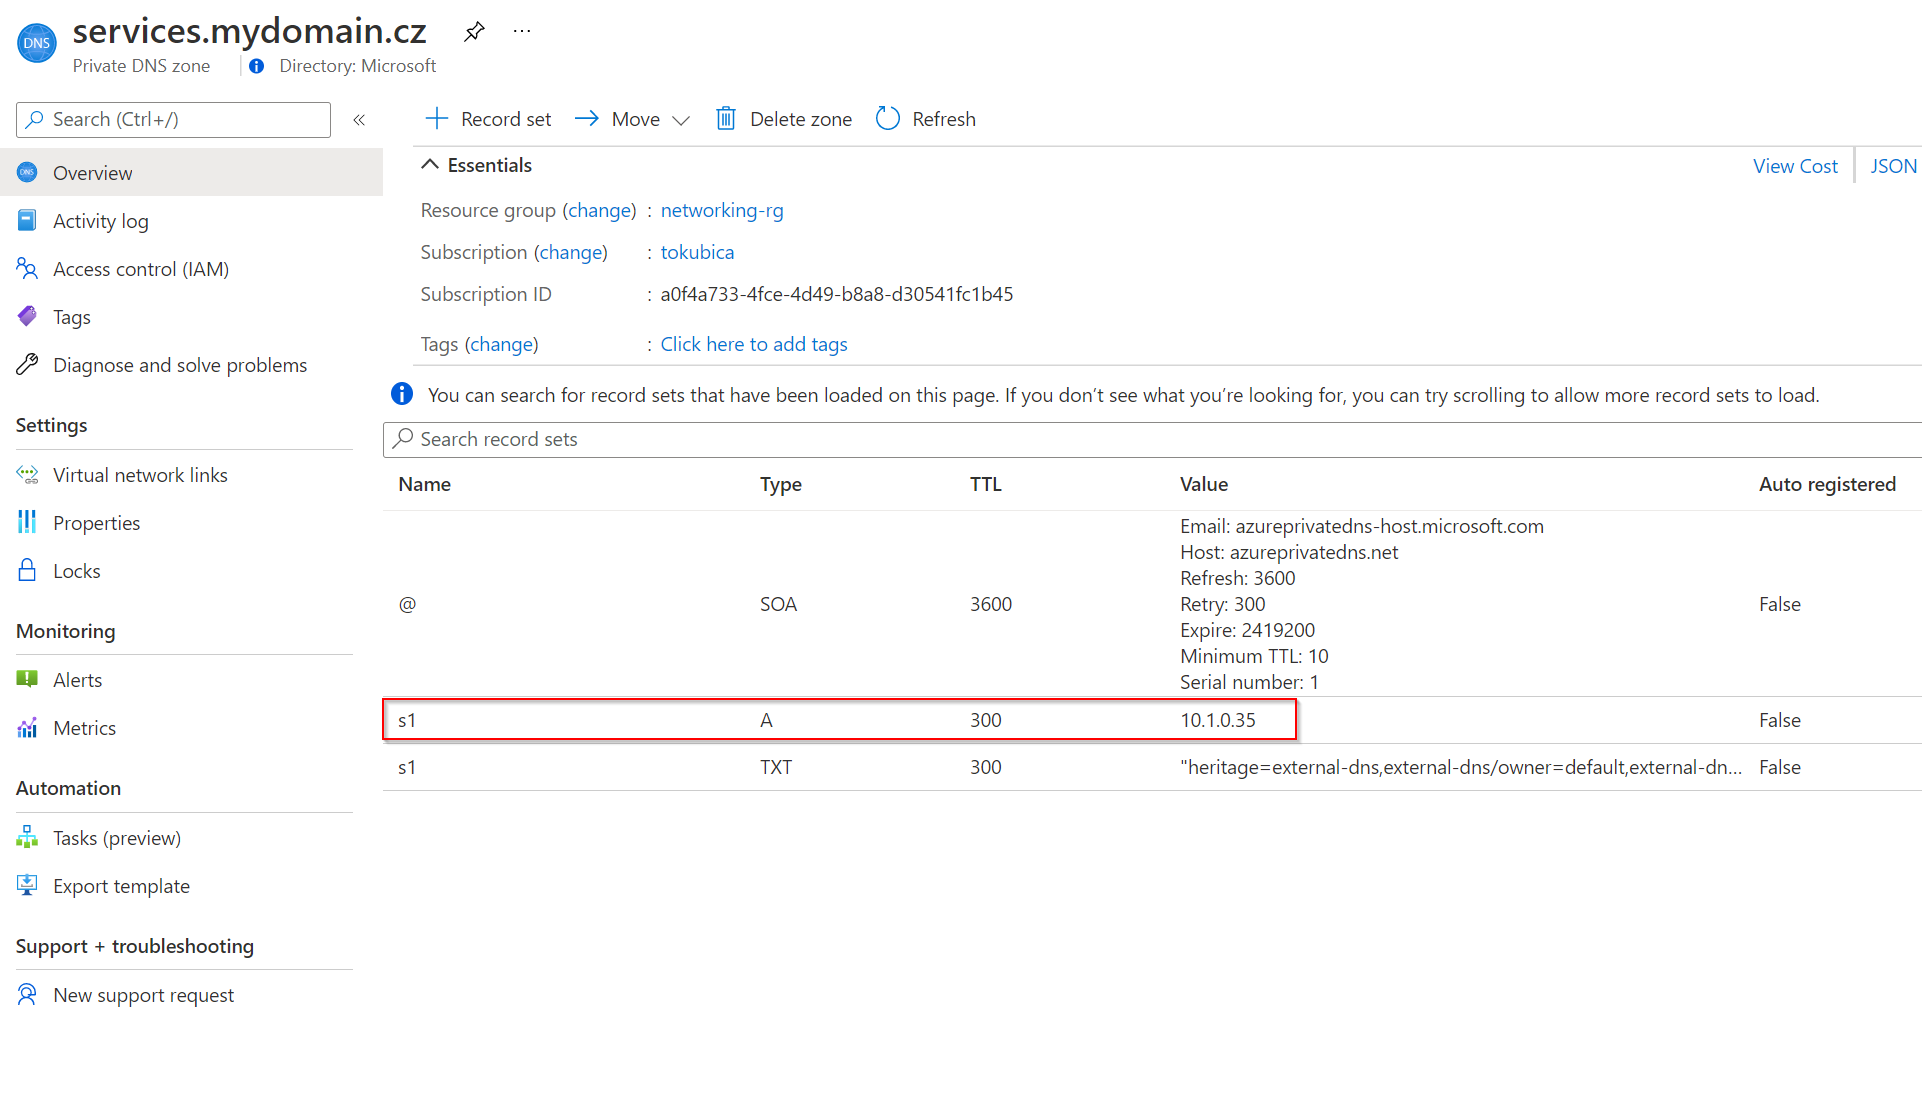 services.mydomain.cz
DNS
Private DNS zone
Directory: Microsoft
Search (Ctrl+/)
«
Record set
Move
Delete zone
Refresh
Overview
Activity log
Access control (IAM)
Tags
Diagnose and solve problems
Settings
Virtual network links
Properties
Locks
Monitoring
Alerts
Metrics
Automation
Tasks (preview)
Export template
Support + troubleshooting
New support request
Essentials
View Cost
JSON
Resource group (change) : networking-rg
Subscription (change) : tokubica
Subscription ID : a0f4a733-4fce-4d49-b8a8-d30541fc1b45
Tags (change) : Click here to add tags
You can search for record sets that have been loaded on this page. If you don’t see what you’re looking for, you can try scrolling to allow more record sets to load.
Search record sets
Name Type TTL Value Auto registered
@ SOA 3600
Email: azureprivatedns-host.microsoft.com
Host: azureprivatedns.net
Refresh: 3600
Retry: 300
Expire: 2419200
Minimum TTL: 10
Serial number: 1
False
s1 A 300 10.1.0.35 False
s1 TXT 300 "heritage=external-dns,external-dns/owner=default,external-dn... False